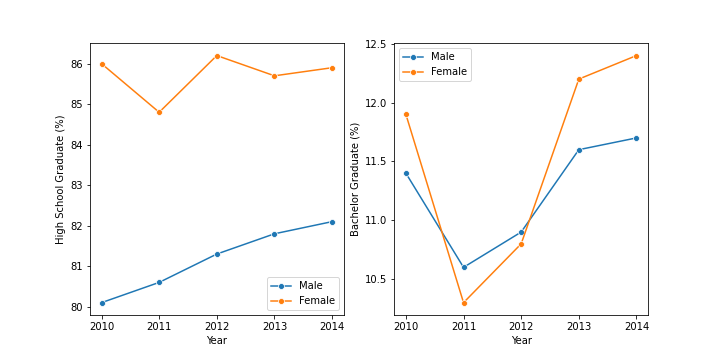 High School Graduate (%)
86
85
84
83
82
81
80
2010 2011 2012 2013 2014
Year
Male
Female
Bachelor Graduate (%)
12.5
12.0
11.5
11.0
10.5
2010 2011 2012 2013 2014
Year
Male
Female